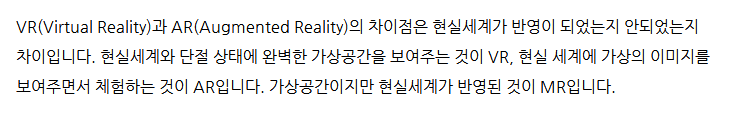 VR(Virtual Reality)과 AR(Augmented Reality)의 차이점은 현실세계가 반영이 되었는지 안되었는지
차이입니다. 현실세계와 단절 상태에 완벽한 가상공간을 보여주는 것이 VR, 현실 세계에 가상의 이미지를
보여주면서 체험하는 것이 AR입니다. 가상공간이지만 현실세계가 반영된 것이 MR입니다.